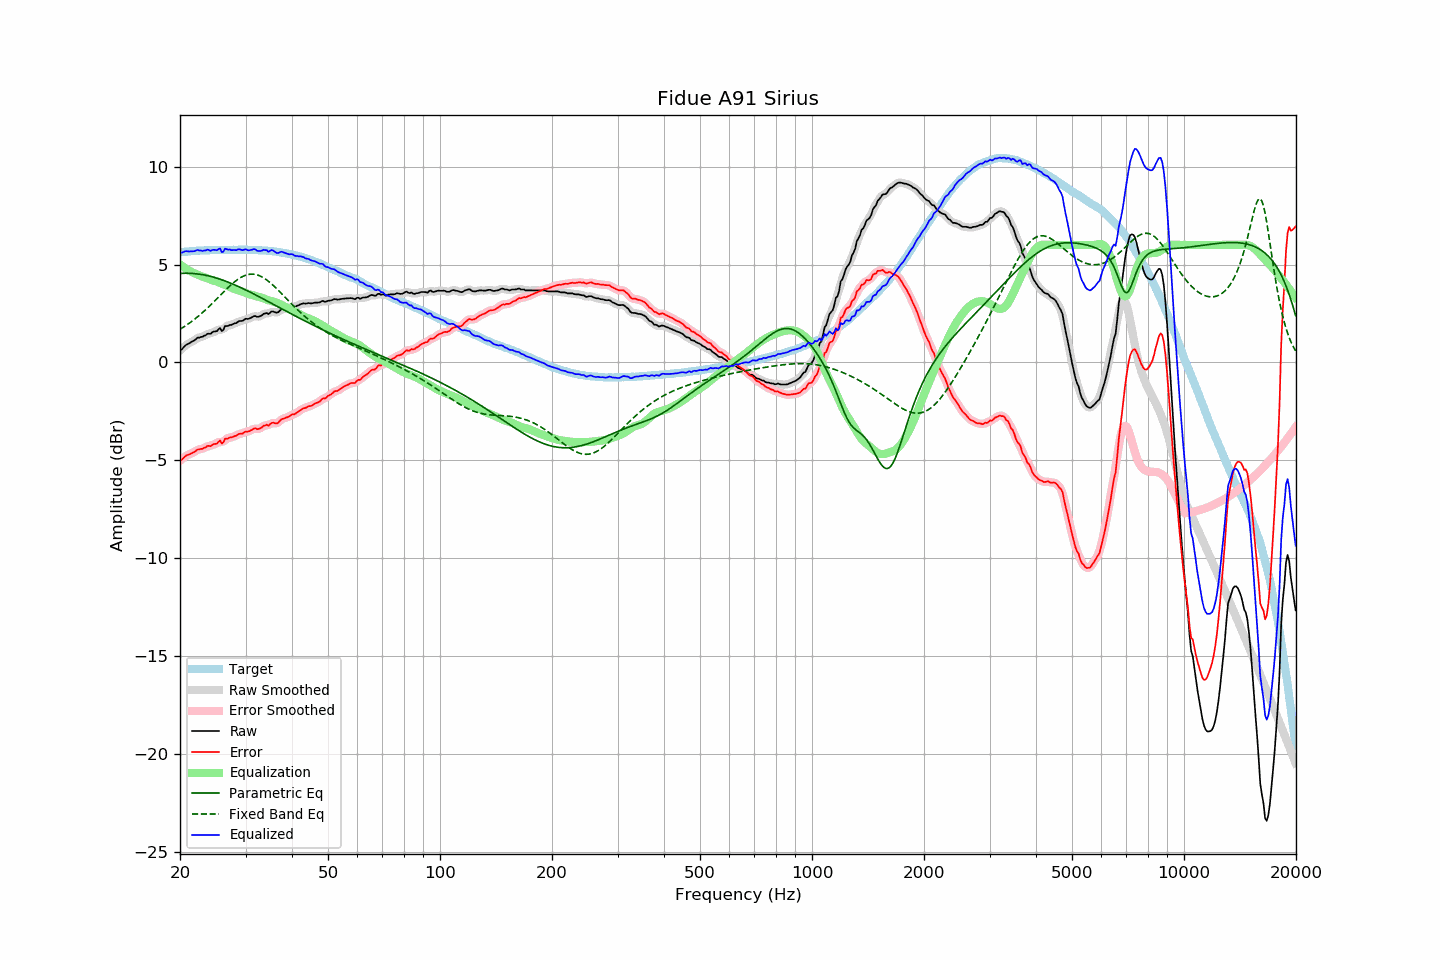 Fidue A91 Sirius
Amplitude (dBr)
10
5
0
−5
−10
−15
−20
−25
Target
Raw Smoothed
Error Smoothed
Raw
Error
Equalization
Parametric Eq
Fixed Band Eq
Equalized
20 50 100 200 500 1000 2000 5000 10000 20000
Frequency (Hz)